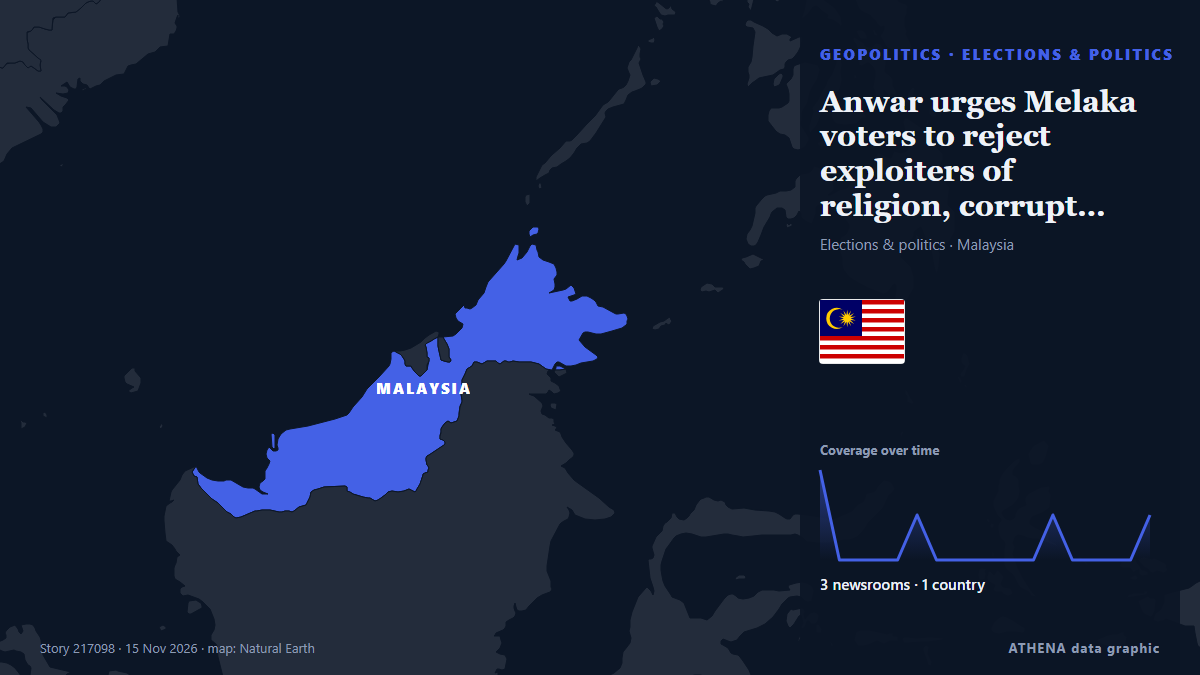 GEOPOLITICS · ELECTIONS & POLITICS
Anwar urges Melaka
voters to reject
exploiters of
religion, corrupt...
Elections & politics · Malaysia
MALAYSIA
Coverage over time
3 newsrooms · 1 country
Story 217098 · 15 Nov 2026 · map: Natural Earth
ATHENA data graphic